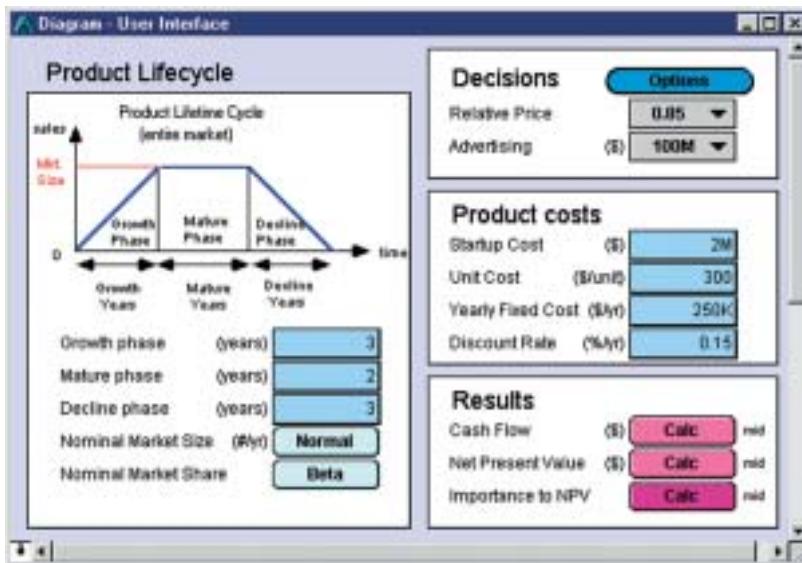 Diagram - User Interface
Product Lifecycle
Product Lifetime Cycle
(entire market)
sales
Mkt.
Size
Growth
Phase
Mature
Phase
Decline
Phase
0
time
Growth
Years
Mature
Years
Decline
Years
Growth phase (years) 3
Mature phase (years) 2
Decline phase (years) 3
Nominal Market Size (#/yr) Normal
Nominal Market Share Beta
Decisions Options
Relative Price 0.85
Advertising ($) 100M
Product costs
Startup Cost ($) 2M
Unit Cost ($/unit) 300
Yearly Fixed Cost ($/yr) 250K
Discount Rate (%/yr) 0.15
Results
Cash Flow ($) Calc mid
Net Present Value ($) Calc mid
Importance to NPV Calc mid